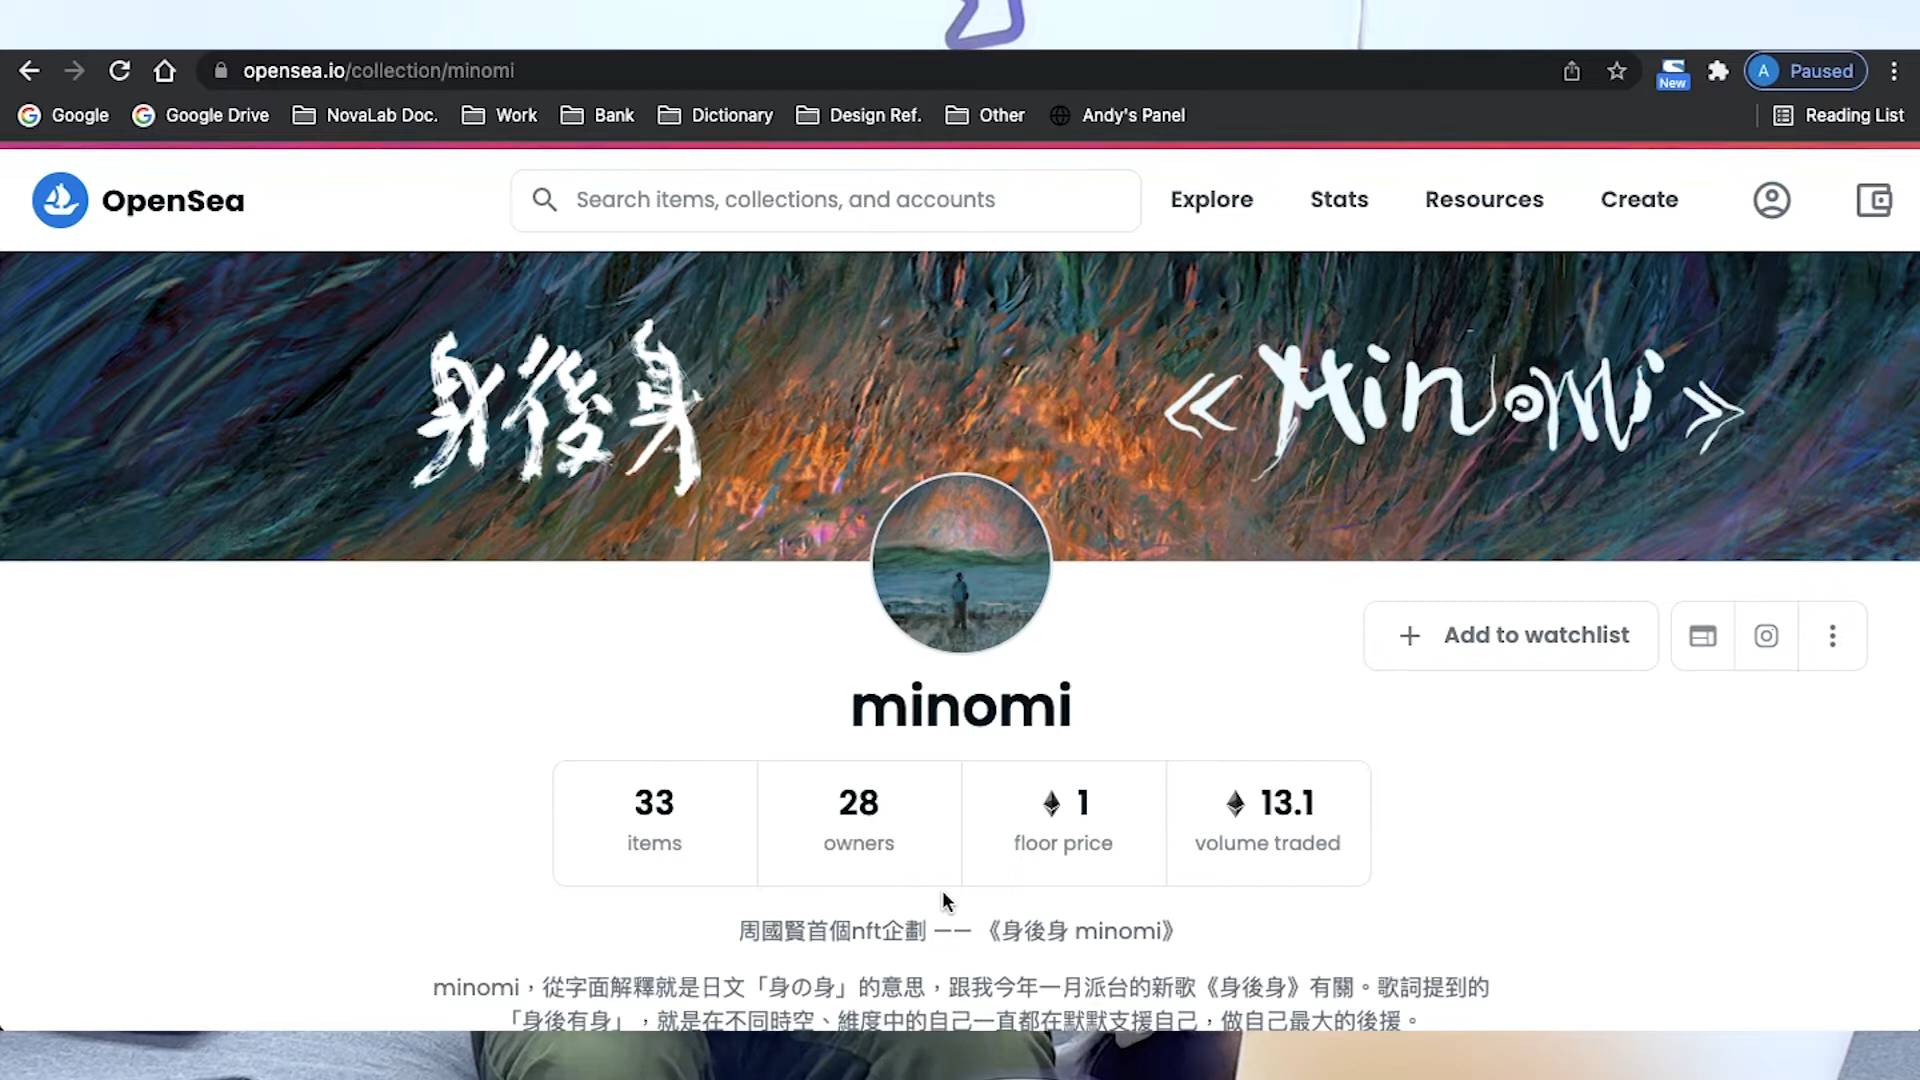 opensea.io/collection/minomi
New
A
Paused
Google
Google Drive
NovaLab Doc.
Work
Bank
Dictionary
Design Ref.
Other
Andy's Panel
Reading List
OpenSea
Search items, collections, and accounts
Explore
Stats
Resources
Create
身後身
≪Minomi≫
Add to watchlist
minomi
33
items
28
owners
1
floor price
13.1
volume traded
周國賢首個nft企劃 —— 《身後身 minomi》
minomi，從字面解釋就是日文「身の身」的意思，跟我今年一月派台的新歌《身後身》有關。歌詞提到的
「身後有身」，就是在不同時空、維度中的自己一直都在默默支援自己，做自己最大的後援。